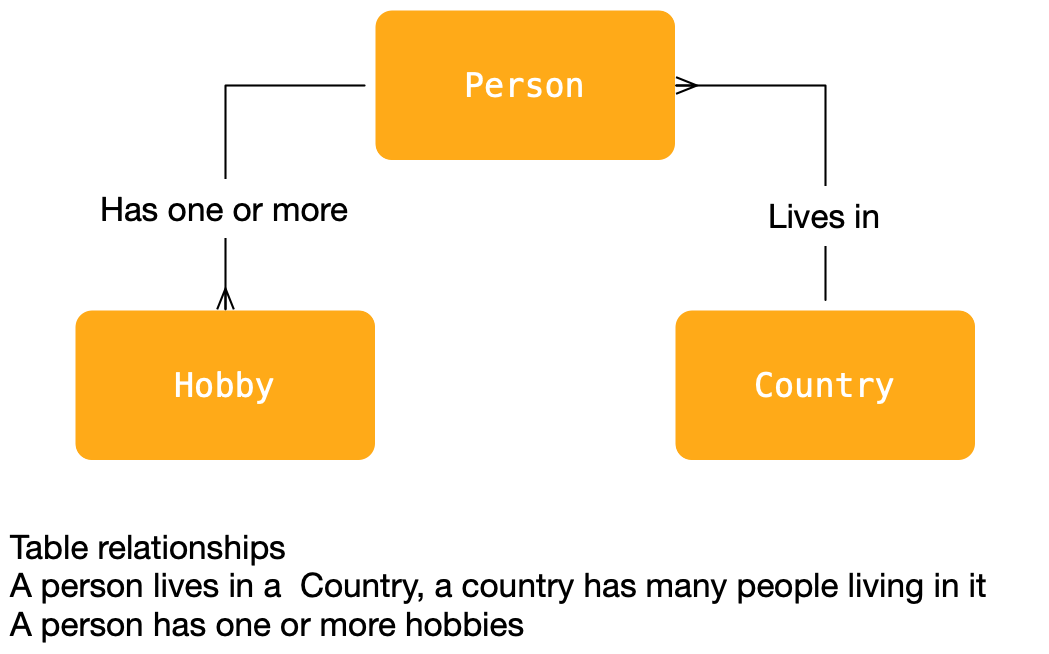 Person
Has one or more
Lives in
Hobby
Country
Table relationships
A person lives in a  Country, a country has many people living in it
A person has one or more hobbies